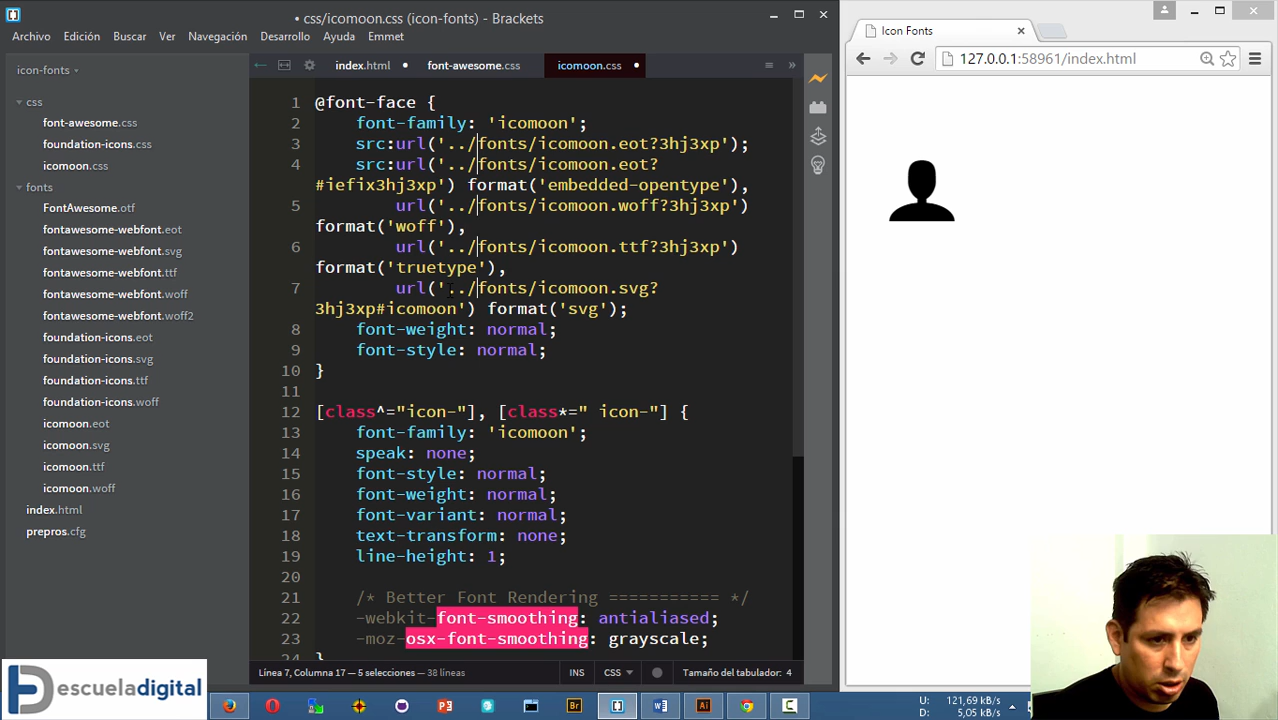 • css/icomoon.css (icon-fonts) - Brackets
Archivo Edición Buscar Ver Navegación Desarrollo Ayuda Emmet
icon-fonts
css
font-awesome.css
foundation-icons.css
icomoon.css
fonts
FontAwesome.otf
fontawesome-webfont.eot
fontawesome-webfont.svg
fontawesome-webfont.ttf
fontawesome-webfont.woff
fontawesome-webfont.woff2
foundation-icons.eot
foundation-icons.svg
foundation-icons.ttf
foundation-icons.woff
icomoon.eot
icomoon.svg
icomoon.ttf
icomoon.woff
index.html
prepros.cfg
index.html • font-awesome.css icomoon.css •
1 @font-face {
2 font-family: 'icomoon';
3 src:url('../fonts/icomoon.eot?3hj3xp');
4 src:url('../fonts/icomoon.eot?
#iefix3hj3xp') format('embedded-opentype'),
5 url('../fonts/icomoon.woff?3hj3xp')
format('woff'),
6 url('../fonts/icomoon.ttf?3hj3xp')
format('truetype'),
7 url('../fonts/icomoon.svg?
3hj3xp#icomoon') format('svg');
8 font-weight: normal;
9 font-style: normal;
10 }
11
12 [class^="icon-"], [class*=" icon-"] {
13 font-family: 'icomoon';
14 speak: none;
15 font-style: normal;
16 font-weight: normal;
17 font-variant: normal;
18 text-transform: none;
19 line-height: 1;
20
21 /* Better Font Rendering =========== */
22 -webkit-font-smoothing: antialiased;
23 -moz-osx-font-smoothing: grayscale;
24 }
Línea 7, Columna 17 — 5 selecciones — 38 líneas INS CSS Tamaño del tabulador: 4
Icon Fonts
127.0.0.1:58961/index.html
escueladigital
U: 121,69 kB/s
D: 5,05 kB/s